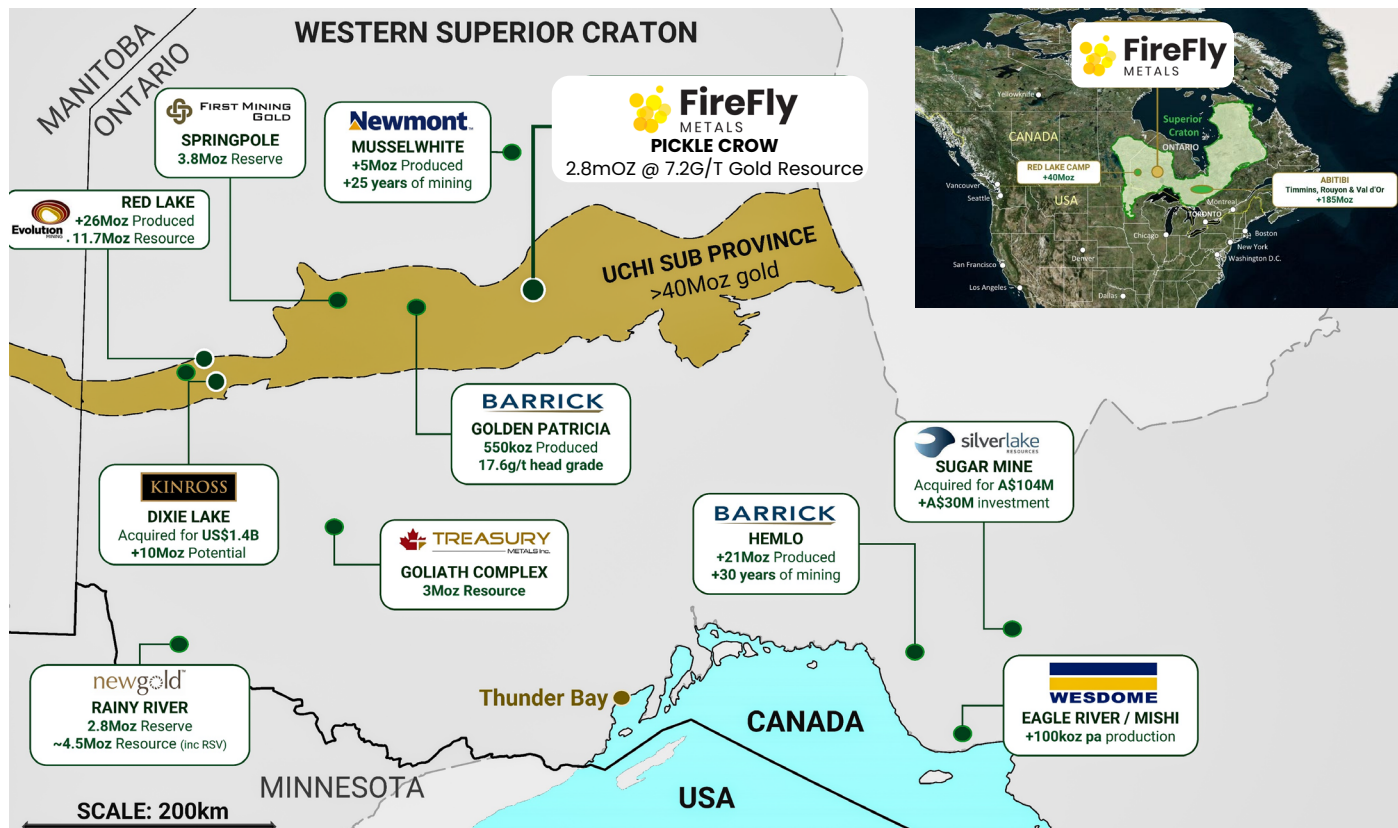 WESTERN SUPERIOR CRATON
MANITOBA
ONTARIO
FIRST MINING
GOLD
SPRINGPOLE
3.8Moz Reserve
Newmont™
MUSSELWHITE
+5Moz Produced
+25 years of mining
FireFly
METALS
PICKLE CROW
2.8mOZ @ 7.2G/T Gold Resource
Evolution
MINING
RED LAKE
+26Moz Produced
11.7Moz Resource
UCHI SUB PROVINCE
>40Moz gold
BARRICK
GOLDEN PATRICIA
550koz Produced
17.6g/t head grade
KINROSS
DIXIE LAKE
Acquired for US$1.4B
+10Moz Potential
TREASURY
METALS Inc.
GOLIATH COMPLEX
3Moz Resource
BARRICK
HEMLO
+21Moz Produced
+30 years of mining
silverlake
RESOURCES
SUGAR MINE
Acquired for A$104M
+A$30M investment
newgold™
RAINY RIVER
2.8Moz Reserve
~4.5Moz Resource (inc RSV)
WESDOME
EAGLE RIVER / MISHI
+100koz pa production
Thunder Bay
CANADA
USA
MINNESOTA
SCALE: 200km
FireFly
METALS
Yellowknife
CANADA
Superior
Craton
ONTARIO
RED LAKE CAMP
+40Moz
ABITIBI
Timmins, Rouyon & Val d'Or
+185Moz
Vancouver
Seattle
USA
Montreal
TORONTO
Boston
Chicago
New York
Washington D.C.
Denver
San Francisco
Los Angeles
Dallas